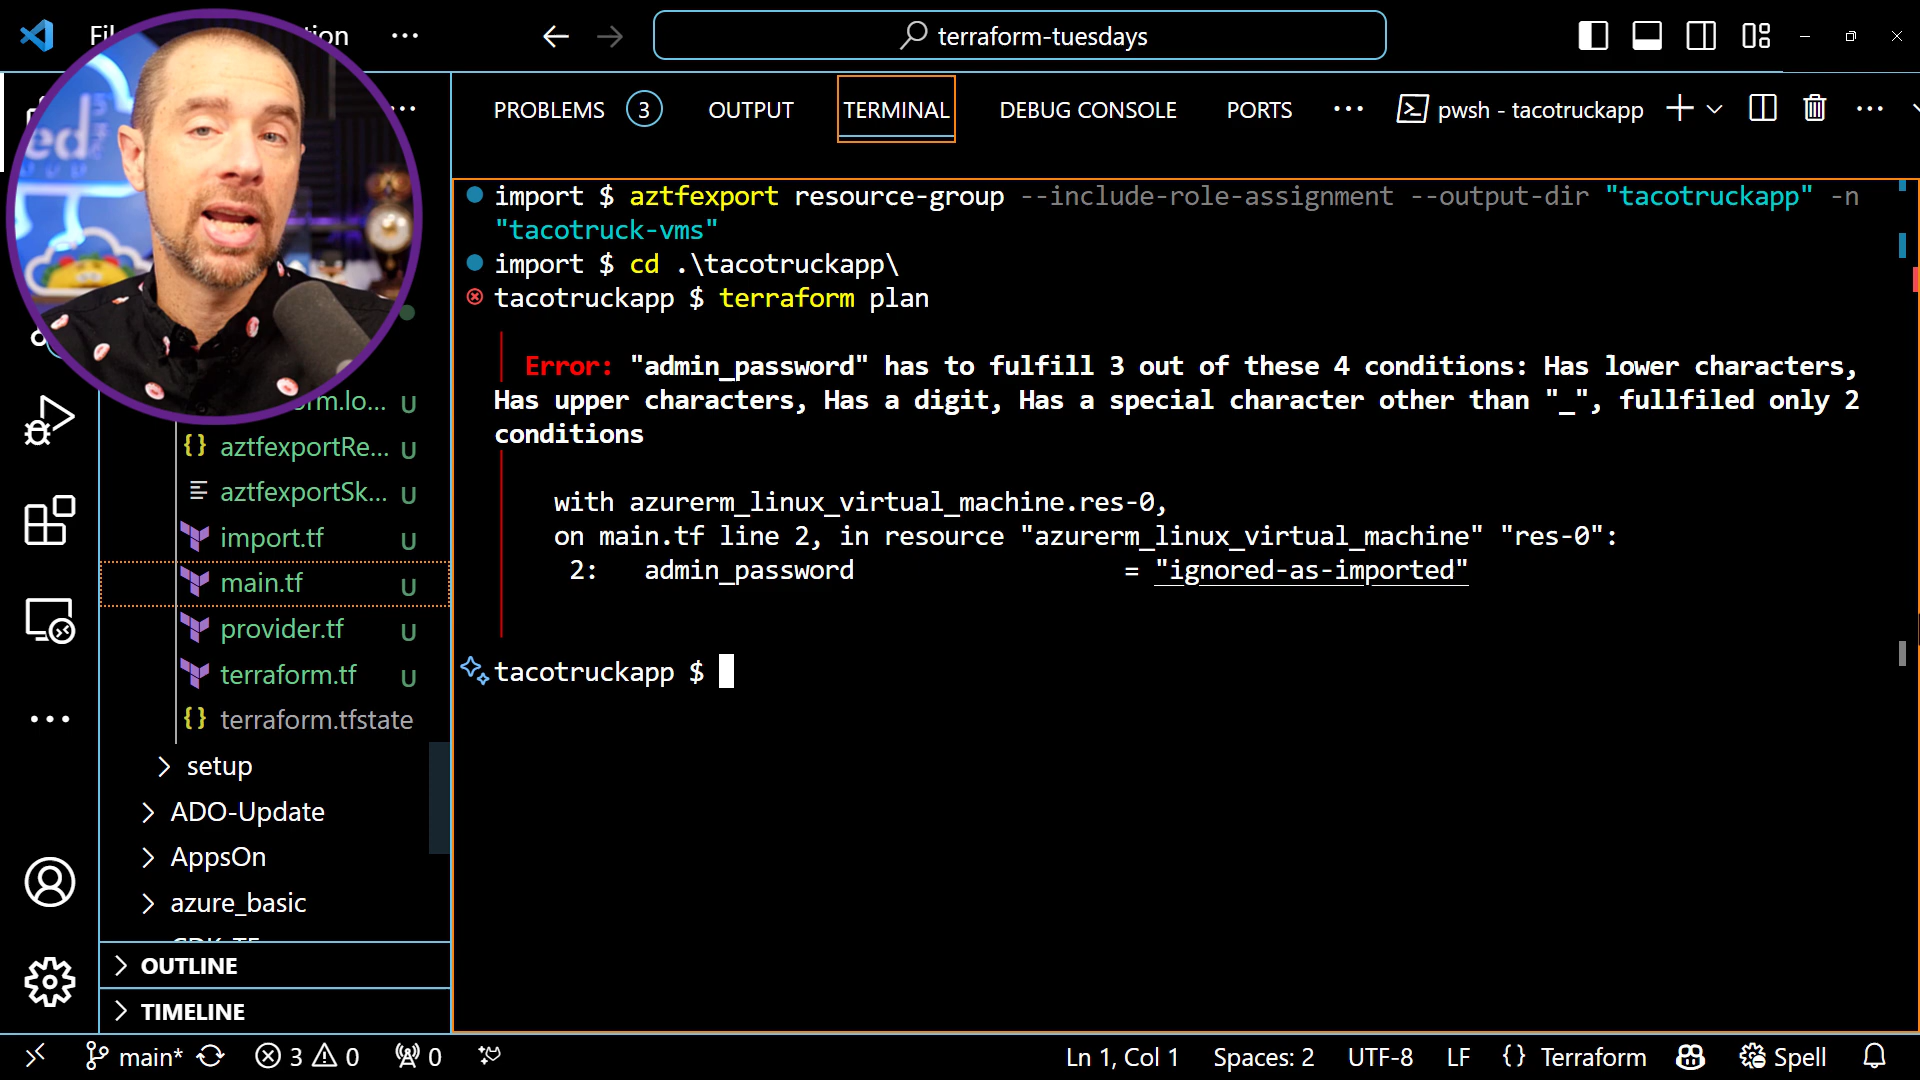 terraform-tuesdays
PROBLEMS 3 OUTPUT TERMINAL DEBUG CONSOLE PORTS pwsh - tacotruckapp
import $ aztfexport resource-group --include-role-assignment --output-dir "tacotruckapp" -n
"tacotruck-vms"
import $ cd .\tacotruckapp\
tacotruckapp $ terraform plan
Error: "admin_password" has to fulfill 3 out of these 4 conditions: Has lower characters,
Has upper characters, Has a digit, Has a special character other than "_", fullfiled only 2
conditions
with azurerm_linux_virtual_machine.res-0,
on main.tf line 2, in resource "azurerm_linux_virtual_machine" "res-0":
2: admin_password = "ignored-as-imported"
tacotruckapp $
rm.lo... U
{} aztfexportRe... U
aztfexportSk... U
import.tf U
main.tf U
provider.tf U
terraform.tf U
{} terraform.tfstate
setup
ADO-Update
AppsOn
azure_basic
OUTLINE
TIMELINE
main* 3 0 0 Ln 1, Col 1 Spaces: 2 UTF-8 LF {} Terraform Spell